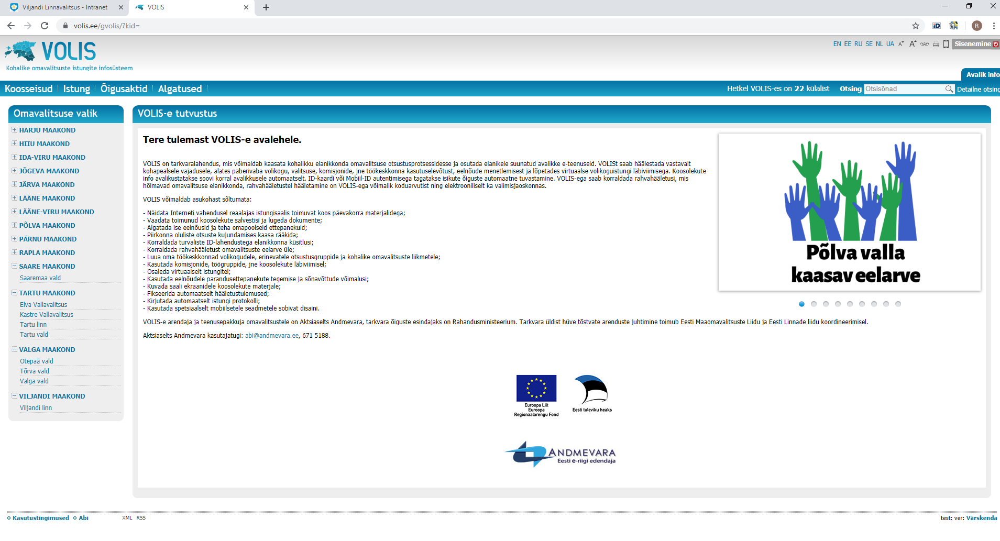 Viljandi Linnavalitsus - Intranet
VOLIS
volis.ee/gvolis/?kid=
R
VOLIS
Kohalike omavalitsuste istungite infosüsteem
EN EE RU SE NL UA A A Sisenemine
Avalik info
Koosseisud Istung Õigusaktid Algatused
Hetkel VOLIS-es on 22 külalist Otsing Otsisõnad Detailne otsing
Omavalitsuse valik
HARJU MAAKOND
HIIU MAAKOND
IDA-VIRU MAAKOND
JÕGEVA MAAKOND
JÄRVA MAAKOND
LÄÄNE MAAKOND
LÄÄNE-VIRU MAAKOND
PÕLVA MAAKOND
PÄRNU MAAKOND
RAPLA MAAKOND
SAARE MAAKOND
Saaremaa vald
TARTU MAAKOND
Elva Vallavalitsus
Kastre Vallavalitsus
Tartu linn
Tartu vald
VALGA MAAKOND
Otepää vald
Tõrva vald
Valga vald
VILJANDI MAAKOND
Viljandi linn
VOLIS-e tutvustus
Tere tulemast VOLIS-e avalehele.
VOLIS on tarkvaralahendus, mis võimaldab kaasata kohalikku elanikkonda omavalitsuse otsustusprotsessidesse ja osutada elanikele suunatud avalikke e-teenuseid. VOLISt saab häälestada vastavalt
kohapealsele vajadusele, alates paberivaba volikogu, valitsuse, komisjonide, jne töökeskkonna kasutuselevõtust, eelnõude menetlemisest ja lõpetades virtuaalse volikoguistungi läbiviimisega. Koosolekute
info avalikustatakse soovi korral avalikkusele automaatselt. ID-kaardi või Mobiil-ID autentimisega tagatakse isikute õiguste automaatne tuvastamine. VOLIS-ega saab korraldada rahvahääletusi, mis
hõlmavad omavalitsuse elanikkonda, rahvahääletustel hääletamine on VOLIS-ega võimalik koduarvutist ning elektrooniliselt ka valimisjaoskonnas.
VOLIS võimaldab asukohast sõltumata:
- Näidata Interneti vahendusel reaalajas istungisaalis toimuvat koos päevakorra materjalidega;
- Vaadata toimunud koosolekute salvestisi ja lugeda dokumente;
- Algatada ise eelnõusid ja teha omapoolseid ettepanekuid;
- Piirkonna oluliste otsuste kujundamises kaasa rääkida;
- Korraldada turvaliste ID-lahendustega elanikkonna küsitlusi;
- Korraldada rahvahääletust omavalitsuste eelarve üle;
- Luua oma töökeskkonnad volikogudele, erinevatele otsustusgruppide ja kohalike omavalitsuste liikmetele;
- Kasutada komisjonide, töögruppide, jne koosolekute läbiviimisel;
- Osaleda virtuaalselt istungitel;
- Kasutada eelnõudele parandusettepanekute tegemise ja sõnavõttude võimalusi;
- Kuvada saali ekraanidele koosolekute materjale;
- Fikseerida automaatselt hääletustulemused;
- Kirjutada automaatselt istungi protokolli;
- Kasutada spetsiaalselt mobiilsetele seadmetele sobivat disaini.
VOLIS-e arendaja ja teenusepakkuja omavalitsustele on Aktsiaselts Andmevara, tarkvara õiguste esindajaks on Rahandusministeerium. Tarkvara üldist hüve tõstvate arenduste juhtimine toimub Eesti Maaomavalitsuste Liidu ja Eesti Linnade liidu koordineerimisel.
Aktsiaselts Andmevara kasutajatugi: abi@andmevara.ee, 671 5188.
Põlva valla
kaasav eelarve
Euroopa Liit
Euroopa
Regionaalarengu Fond
Eesti tuleviku heaks
ANDMEVARA
Eesti e-riigi edendaja
Kasutustingimused Abi XML RSS
test: ver: Värskenda